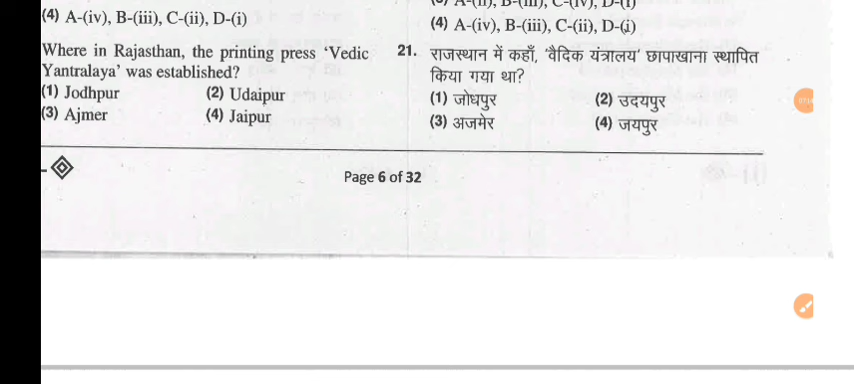 (4) A-(iv), B-(iii), C-(ii), D-(i)
Where in Rajasthan, the printing press ‘Vedic
Yantralaya’ was established?
(1) Jodhpur (2) Udaipur
(3) Ajmer (4) Jaipur
(4) A-(iv), B-(iii), C-(ii), D-(i)
21. राजस्थान में कहाँ, ‘वैदिक यंत्रालय’ छापाखाना स्थापित
किया गया था?
(1) जोधपुर (2) उदयपुर
(3) अजमेर (4) जयपुर
Page 6 of 32